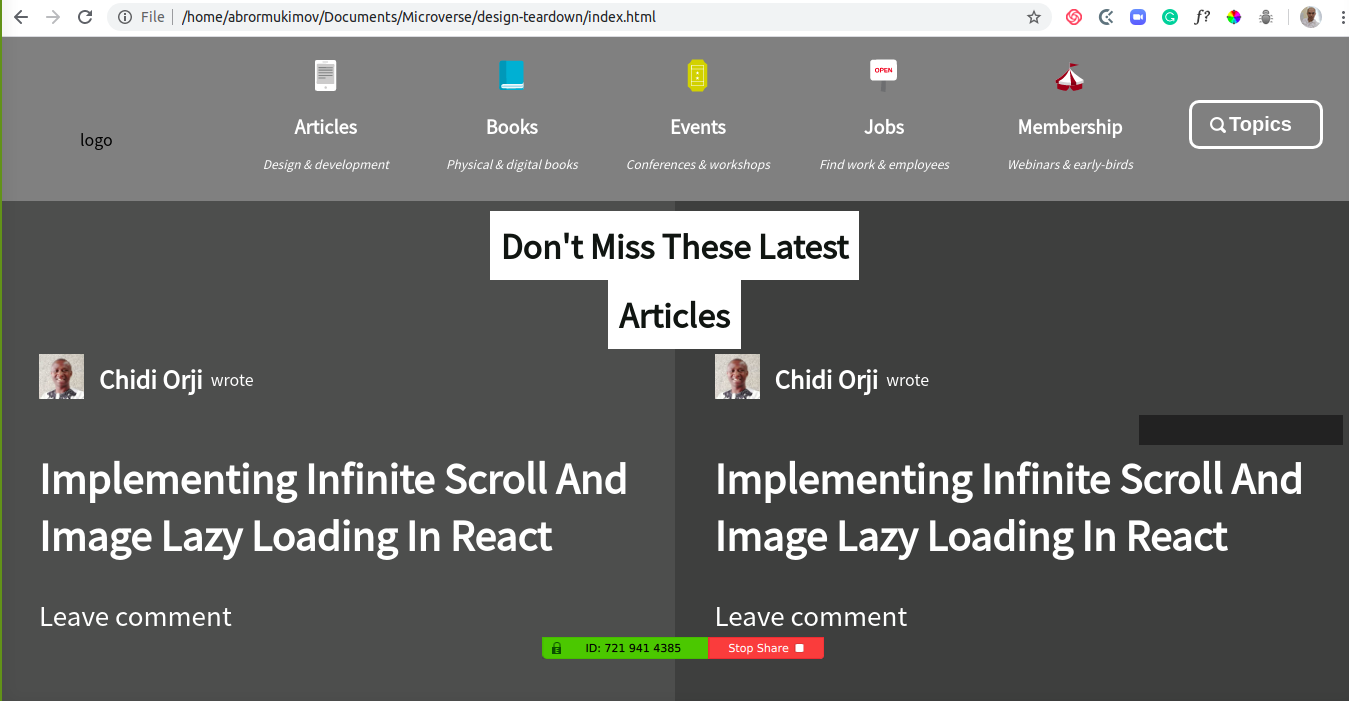 File /home/abrormukimov/Documents/Microverse/design-teardown/index.html
f?
logo
Articles
Design & development
Books
Physical & digital books
Events
Conferences & workshops
OPEN
Jobs
Find work & employees
Membership
Webinars & early-birds
Topics
Don't Miss These Latest
Articles
Chidi Orji wrote
Implementing Infinite Scroll And
Image Lazy Loading In React
Leave comment
Chidi Orji wrote
Implementing Infinite Scroll And
Image Lazy Loading In React
Leave comment
ID: 721 941 4385 Stop Share